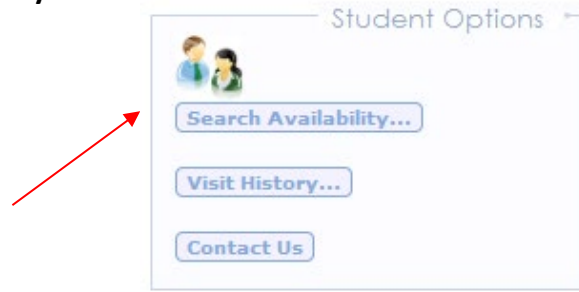 Student Options
Search Availability...
Visit History...
Contact Us